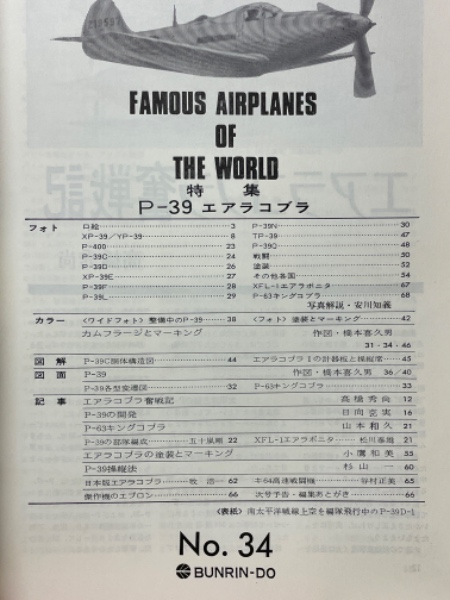 FAMOUS AIRPLANES
OF
THE WORLD
特 集
P-39 エアラコブラ
フォト 口絵 3 P-39N 30
XP-39/YP-39 8 TP-39 47
P-400 23 P-39Q 48
P-39C 24 戦闘 50
P-39D 26 塗装 52
XP-39E 27 その他各国 54
P-39F 28 XFL-1エアラボニタ 67
P-39L 29 P-63キングコブラ 68
写真解説・安川知義
カラー 〈ワイドフォト〉整備中のP-39 38 〈フォト〉塗装とマーキング 42
カムフラージとマーキング 作図・橋本喜久男
31・34・46
図 解 P-39C胴体構造図 44 エアラコブラIの計器板と操縦席 45
図 面 P-39 作図・橋本喜久男 36/40
P-39各型変遷図 32 P-63キングコブラ 33
記 事 エアラコブラ奮戦記 高橋秀尚 12
P-39の開発 日向克実 16
P-63キングコブラ 山本和久 21
P-39の部隊編成 五十嵐剛 22 XFL-1エアラボニタ 松川泰雄 21
エアラコブラの塗装とマーキング 小鷹和美 55
P-39操縦法 杉山一 60
日本版エアラコブラ 牧 浩一 62 キ64高速戦闘機 谷村正美 65
傑作機のエプロン 66 次号予告・編集あとがき 66
〈表紙〉南太平洋戦線上空を編隊飛行中のP-39D-1
No. 34
BUNRIN-DO